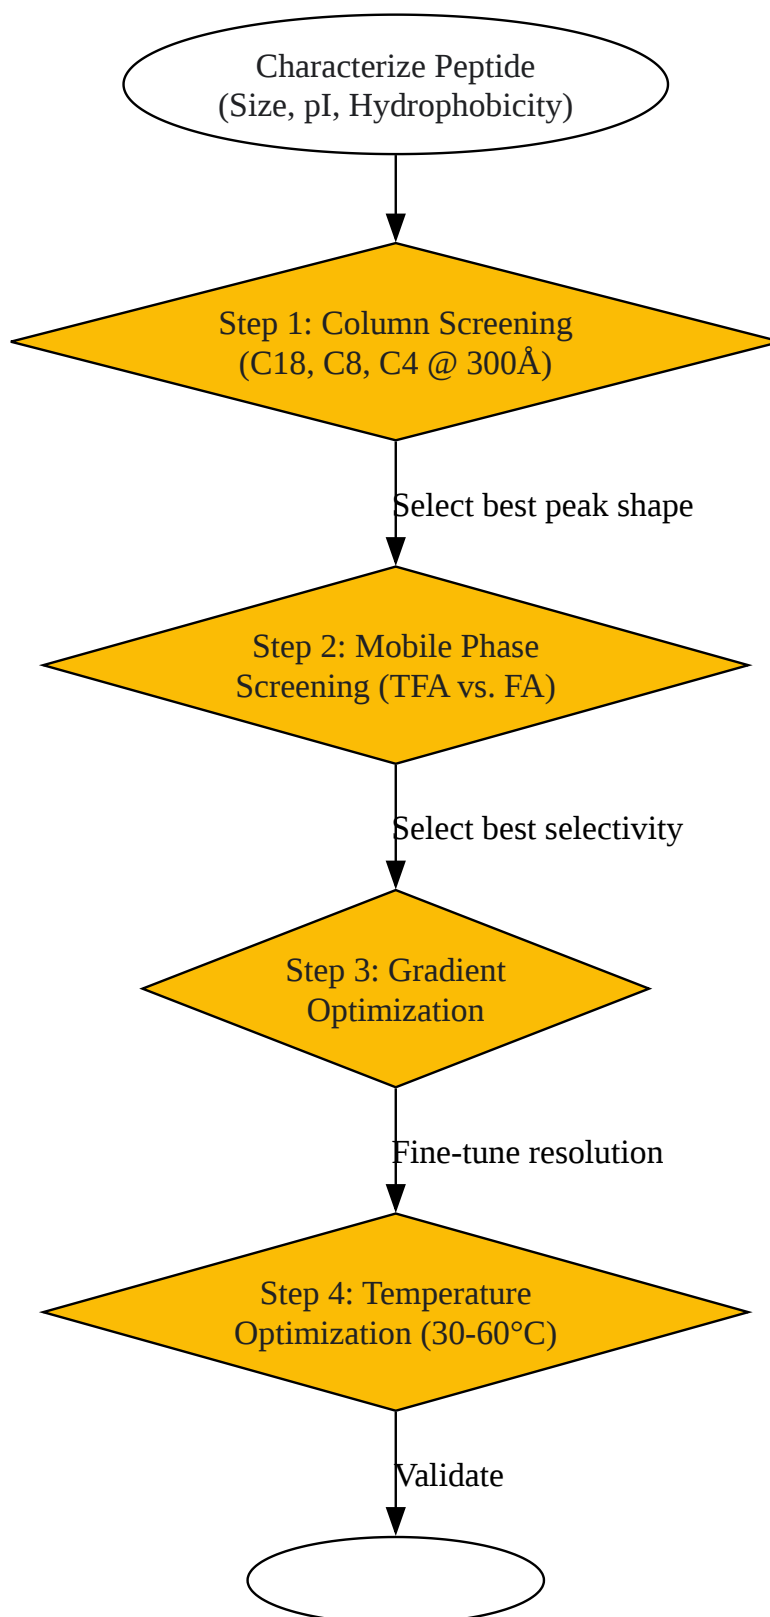 Characterize Peptide
(Size, pI, Hydrophobicity)
Step 1: Column Screening
(C18, C8, C4 @ 300Å)
Select best peak shape
Step 2: Mobile Phase
Screening (TFA vs. FA)
Select best selectivity
Step 3: Gradient
Optimization
Fine-tune resolution
Step 4: Temperature
Optimization (30-60°C)
Validate